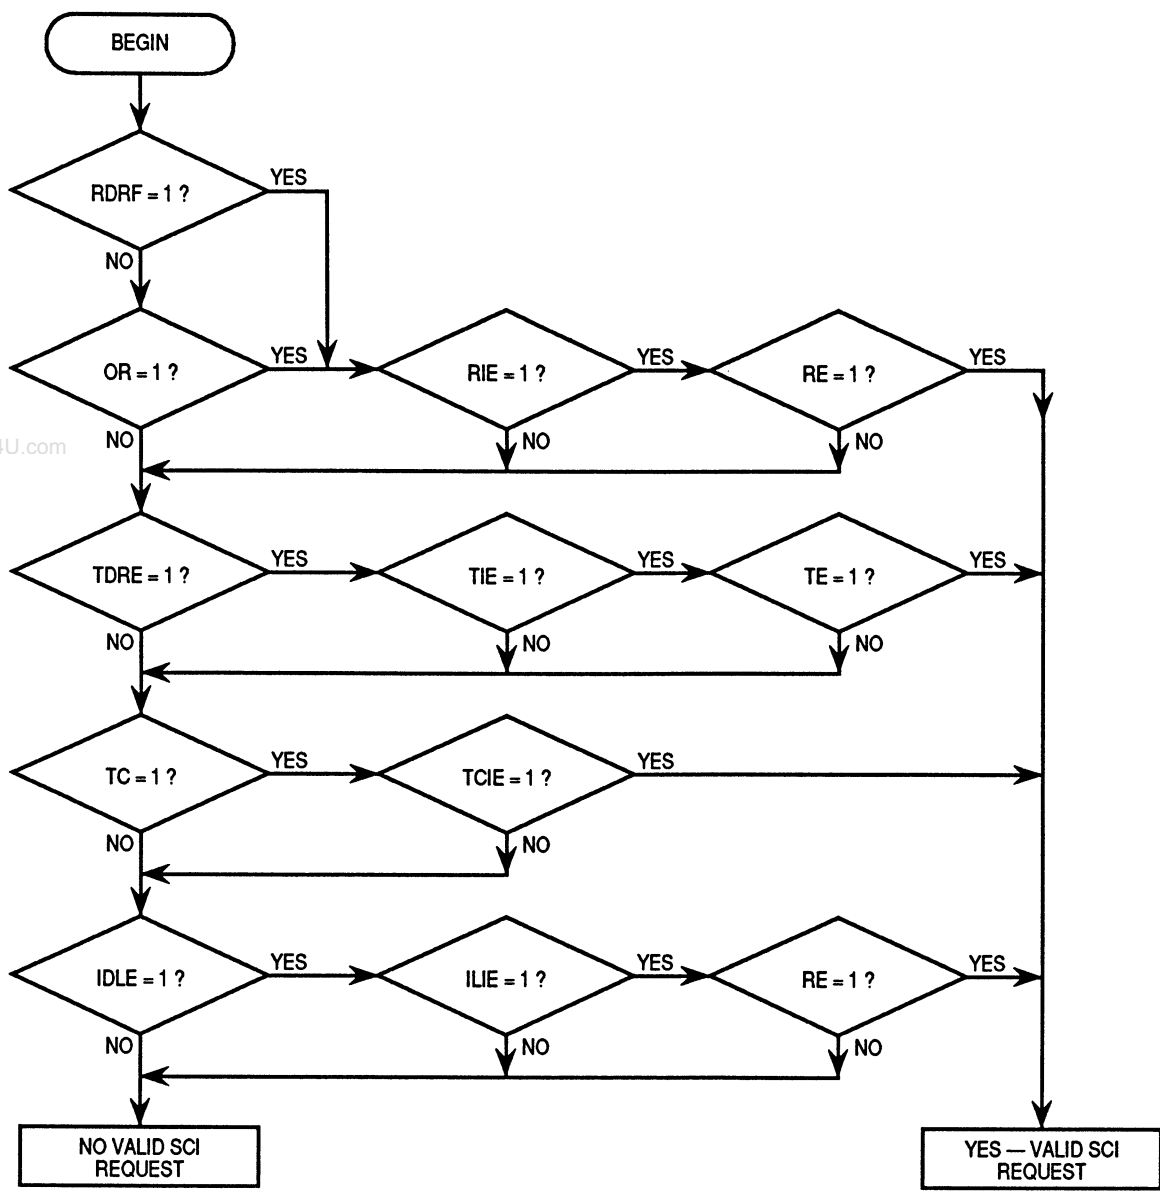 BEGIN
RDRF = 1 ?
YES
NO
OR = 1 ?
YES
RIE = 1 ?
YES
RE = 1 ?
YES
NO
NO
NO
4U.com
TDRE = 1 ?
YES
TIE = 1 ?
YES
TE = 1 ?
YES
NO
NO
NO
TC = 1 ?
YES
TCIE = 1 ?
YES
NO
NO
IDLE = 1 ?
YES
ILIE = 1 ?
YES
RE = 1 ?
YES
NO
NO
NO
NO VALID SCI
REQUEST
YES — VALID SCI
REQUEST